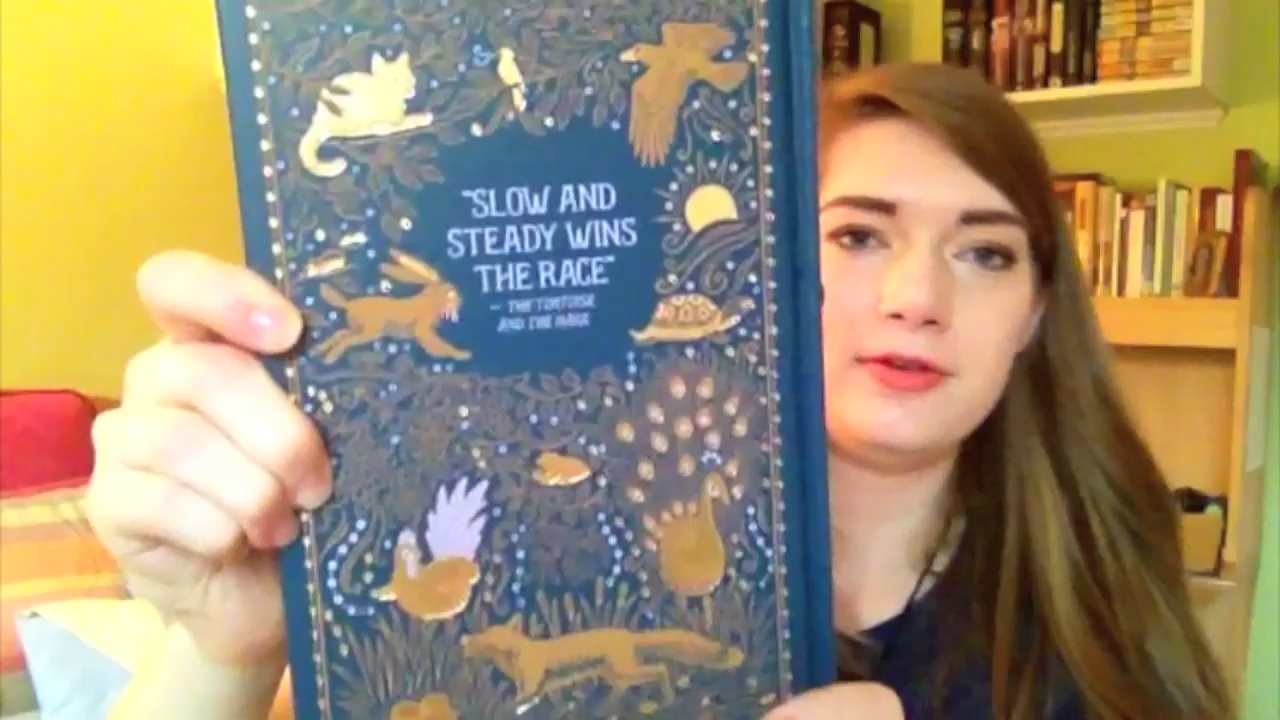 "SLOW AND
STEADY WINS
THE RACE"
– THE TORTOISE
AND THE HARE